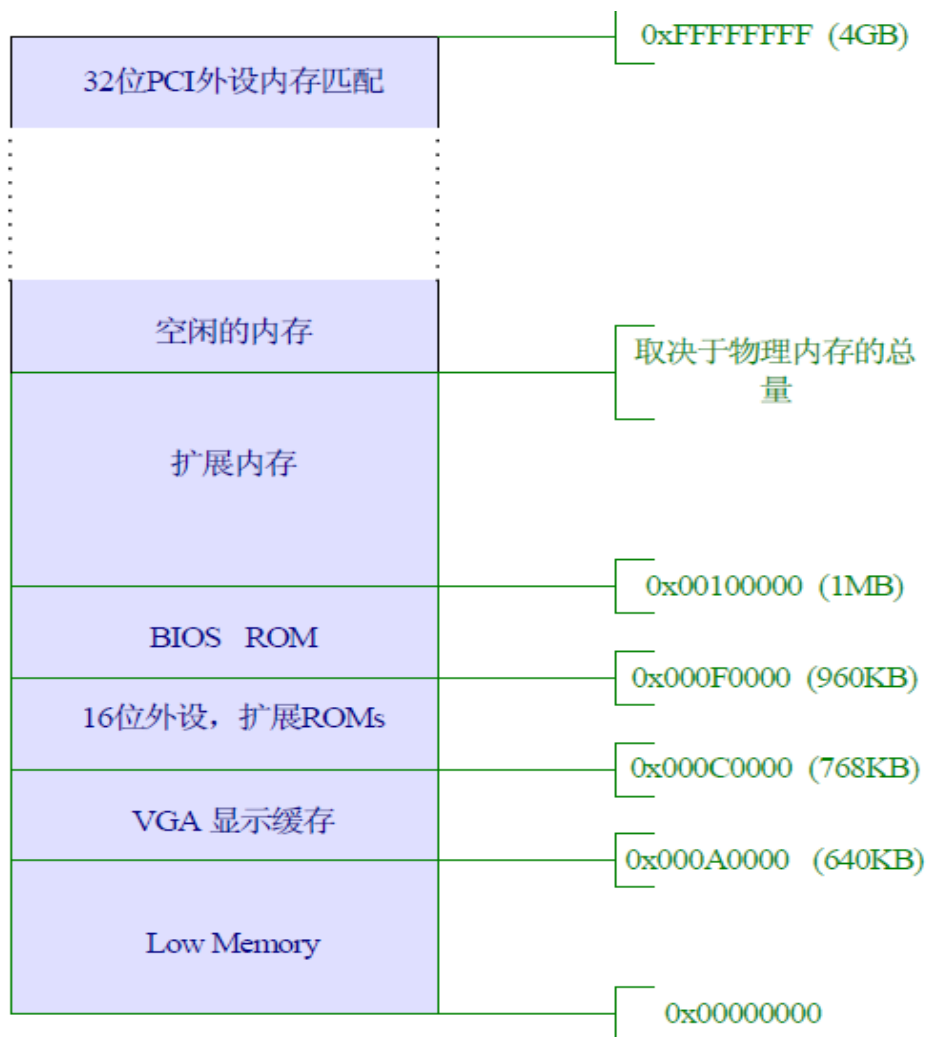 0xFFFFFFFF (4GB)
32位PCI外设内存匹配
空闲的内存
取决于物理内存的总
量
扩展内存
0x00100000 (1MB)
BIOS ROM
0x000F0000 (960KB)
16位外设，扩展ROMs
0x000C0000 (768KB)
VGA 显示缓存
0x000A0000 (640KB)
Low Memory
0x00000000